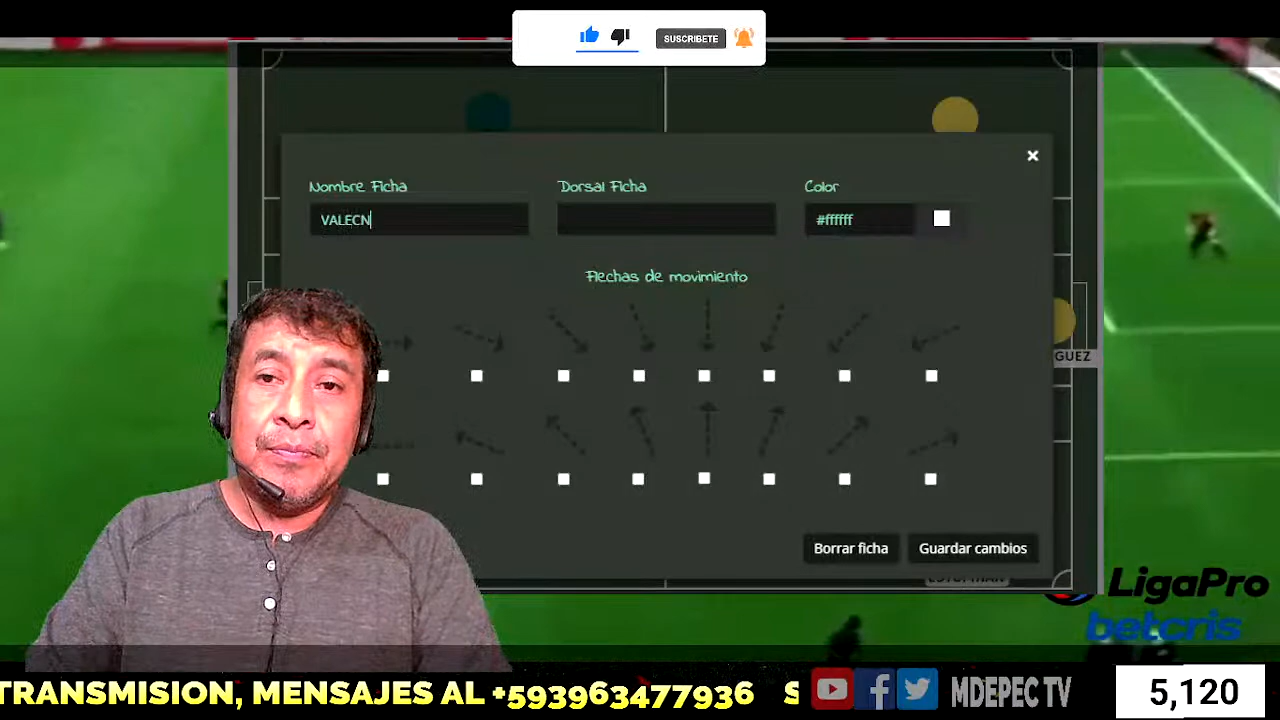 SUSCRIBETE
Nombre Ficha
Dorsal Ficha
Color
VALECN
#ffffff
Flechas de movimiento
GUEZ
Borrar ficha
Guardar cambios
LigaPro
betcris
TRANSMISION, MENSAJES AL +593963477936 S
MDEPEC TV
5,120